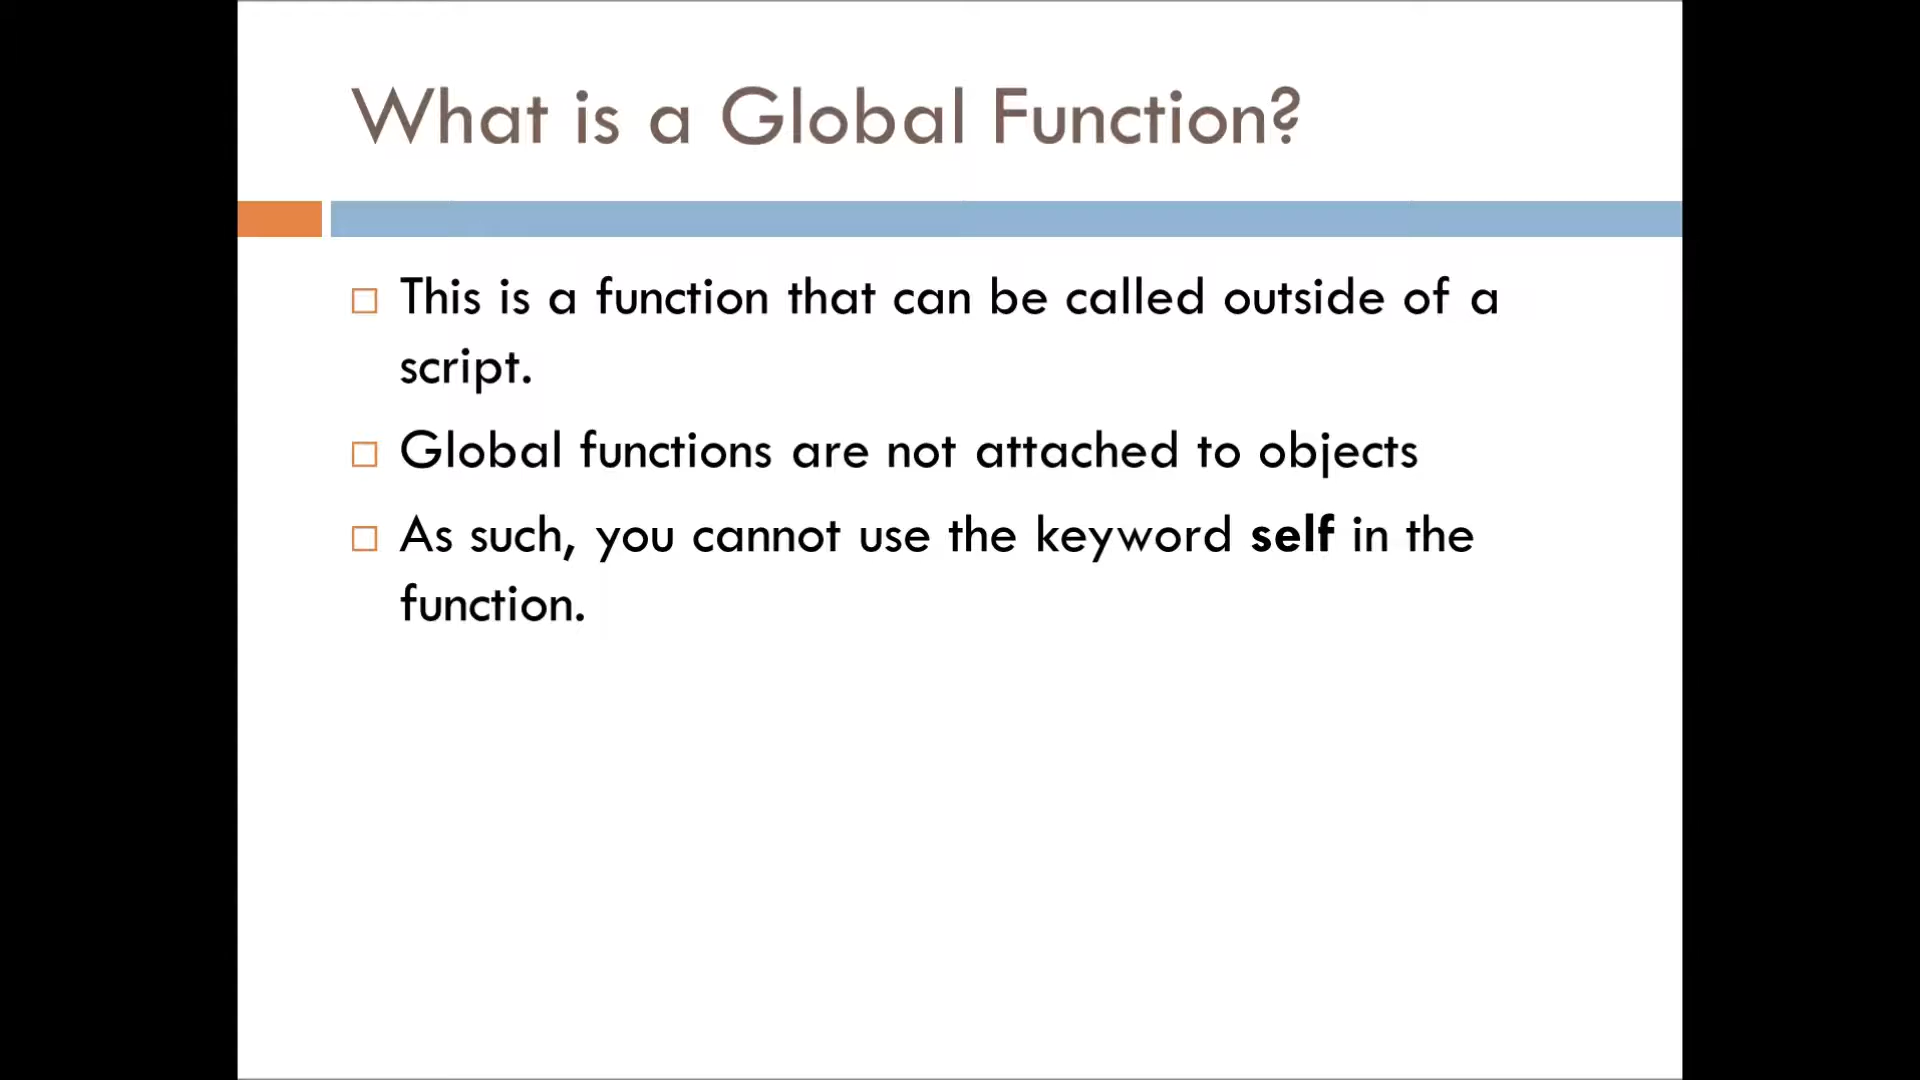 What is a Global Function?
This is a function that can be called outside of a
script.
Global functions are not attached to objects
As such, you cannot use the keyword self in the
function.